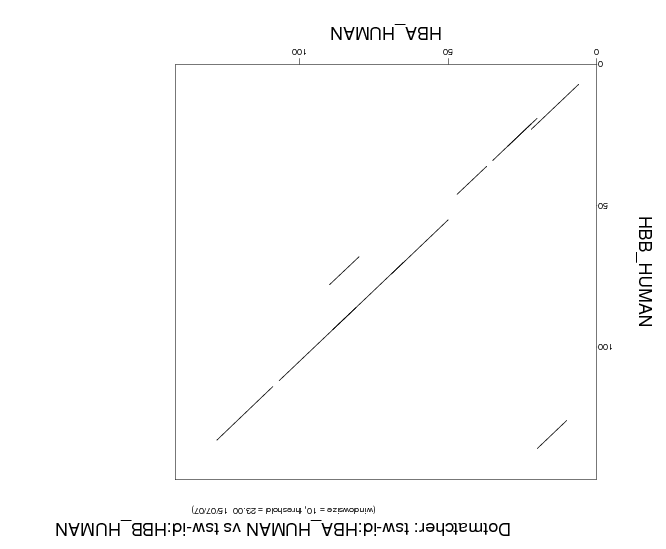 Dotmatcher: tsw-id:HBA_HUMAN vs tsw-id:HBB_HUMAN
(windowsize = 10, threshold = 23.00 15/07/07)
HBB_HUMAN
100
50
0
0
50
100
HBA_HUMAN